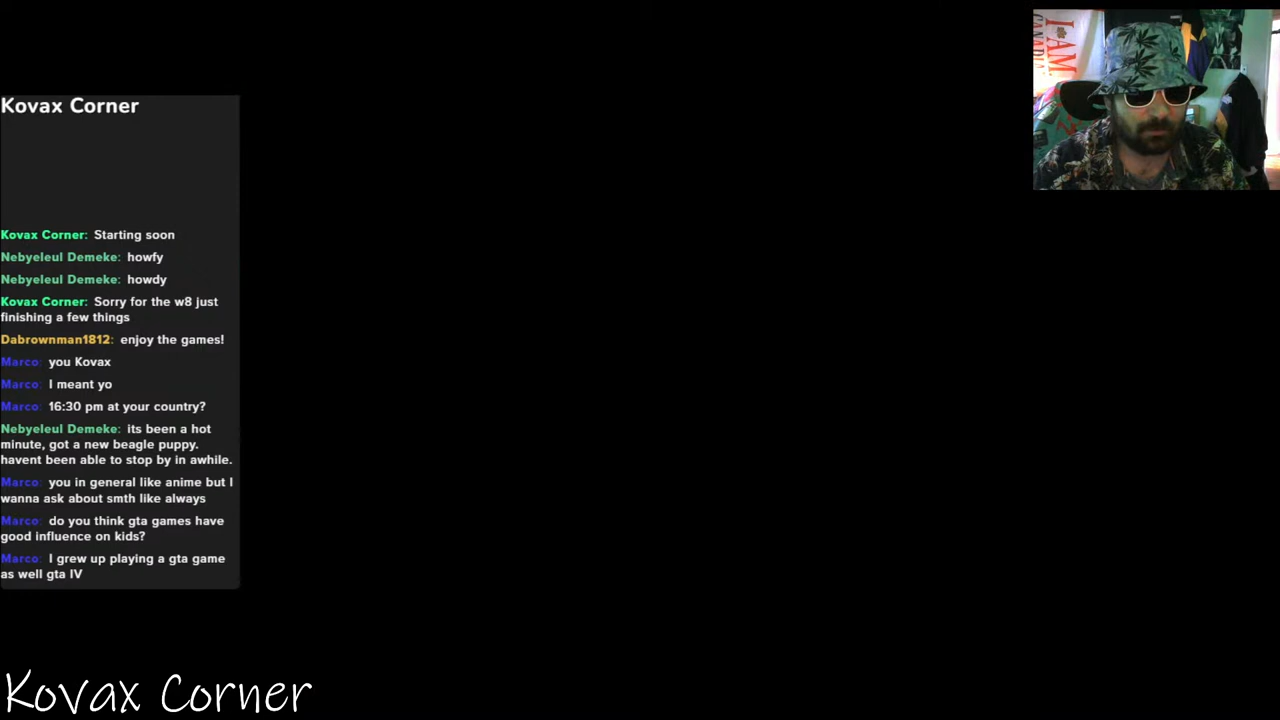 I AM
CANADIA
Kovax Corner
Kovax Corner: Starting soon
Nebyeleul Demeke: howfy
Nebyeleul Demeke: howdy
Kovax Corner: Sorry for the w8 just
finishing a few things
Dabrownman1812: enjoy the games!
Marco: you Kovax
Marco: I meant yo
Marco: 16:30 pm at your country?
Nebyeleul Demeke: its been a hot
minute, got a new beagle puppy.
havent been able to stop by in awhile.
Marco: you in general like anime but I
wanna ask about smth like always
Marco: do you think gta games have
good influence on kids?
Marco: I grew up playing a gta game
as well gta IV
Kovax Corner